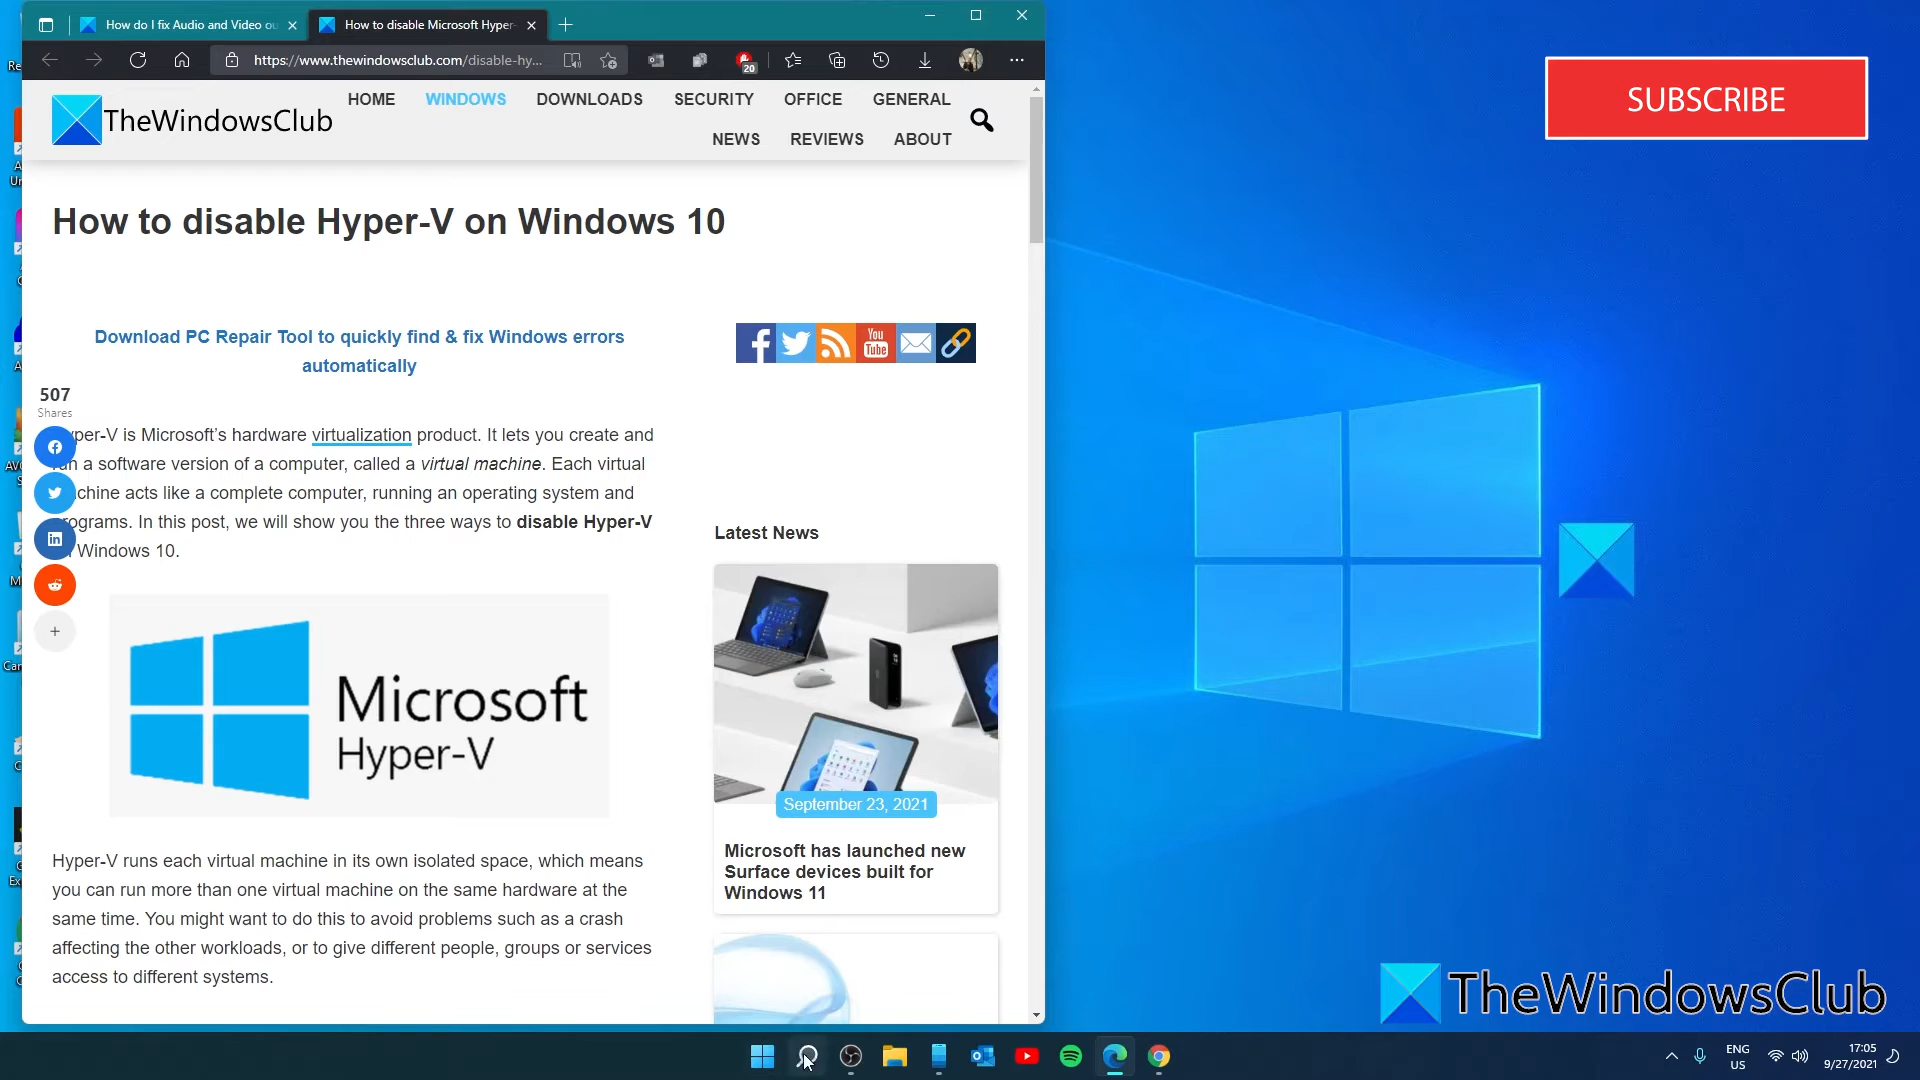 How do I fix Audio and Video ou
How to disable Microsoft Hyper-
https://www.thewindowsclub.com/disable-hy...
20
TheWindowsClub
HOME WINDOWS DOWNLOADS SECURITY OFFICE GENERAL
NEWS REVIEWS ABOUT
SUBSCRIBE
How to disable Hyper-V on Windows 10
Download PC Repair Tool to quickly find & fix Windows errors
automatically
You
Tube
507
Shares
yper-V is Microsoft's hardware virtualization product. It lets you create and
un a software version of a computer, called a virtual machine. Each virtual
chine acts like a complete computer, running an operating system and
rograms. In this post, we will show you the three ways to disable Hyper-V
Windows 10.
Microsoft
Hyper-V
Hyper-V runs each virtual machine in its own isolated space, which means
you can run more than one virtual machine on the same hardware at the
same time. You might want to do this to avoid problems such as a crash
affecting the other workloads, or to give different people, groups or services
access to different systems.
Latest News
September 23, 2021
Microsoft has launched new
Surface devices built for
Windows 11
TheWindowsClub
ENG
US
17:05
9/27/2021